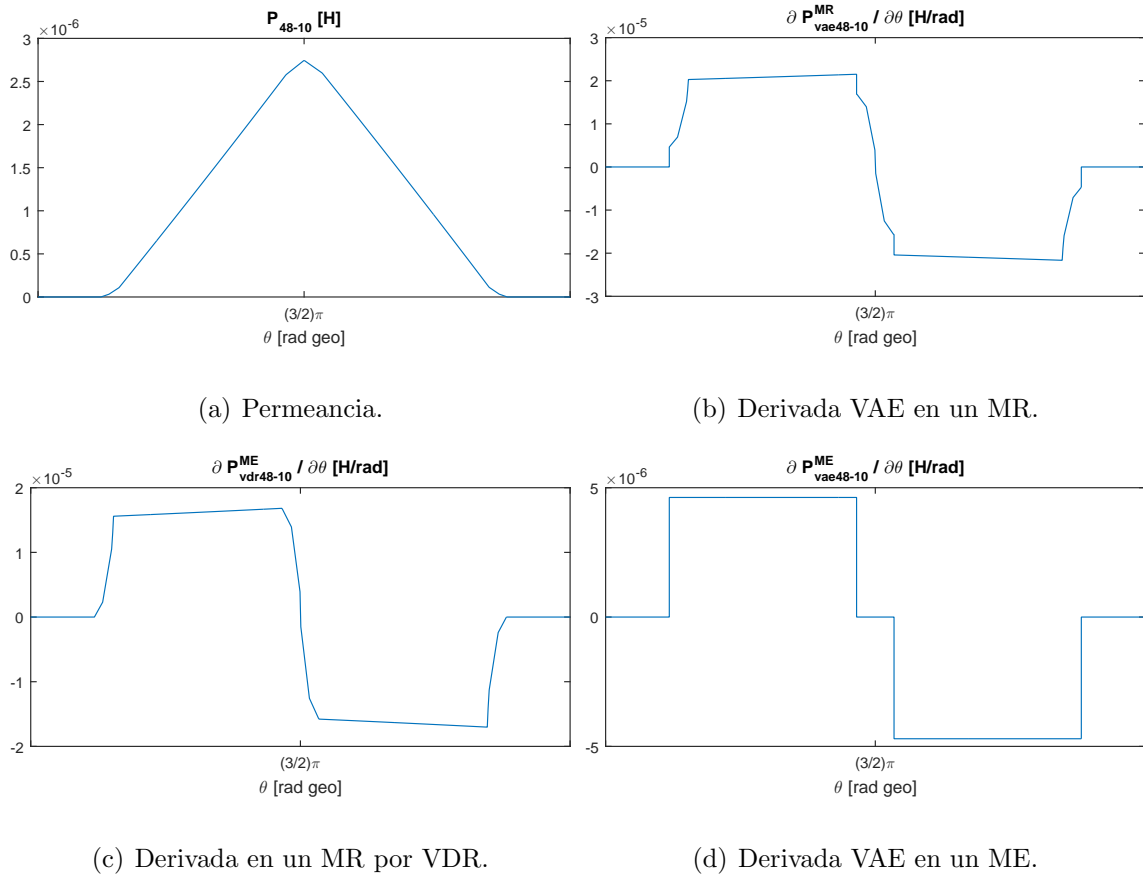 P48-10 [H]
×10-6
3
2.5
2
1.5
1
0.5
0
(3/2)π
θ [rad geo]
(a) Permeancia.
∂ PMRvae48-10 / ∂θ [H/rad]
×10-5
3
2
1
0
-1
-2
-3
(3/2)π
θ [rad geo]
(b) Derivada VAE en un MR.
∂ PMEvdr48-10 / ∂θ [H/rad]
×10-5
2
1
0
-1
-2
(3/2)π
θ [rad geo]
(c) Derivada en un MR por VDR.
∂ PMEvae48-10 / ∂θ [H/rad]
×10-6
5
0
-5
(3/2)π
θ [rad geo]
(d) Derivada VAE en un ME.